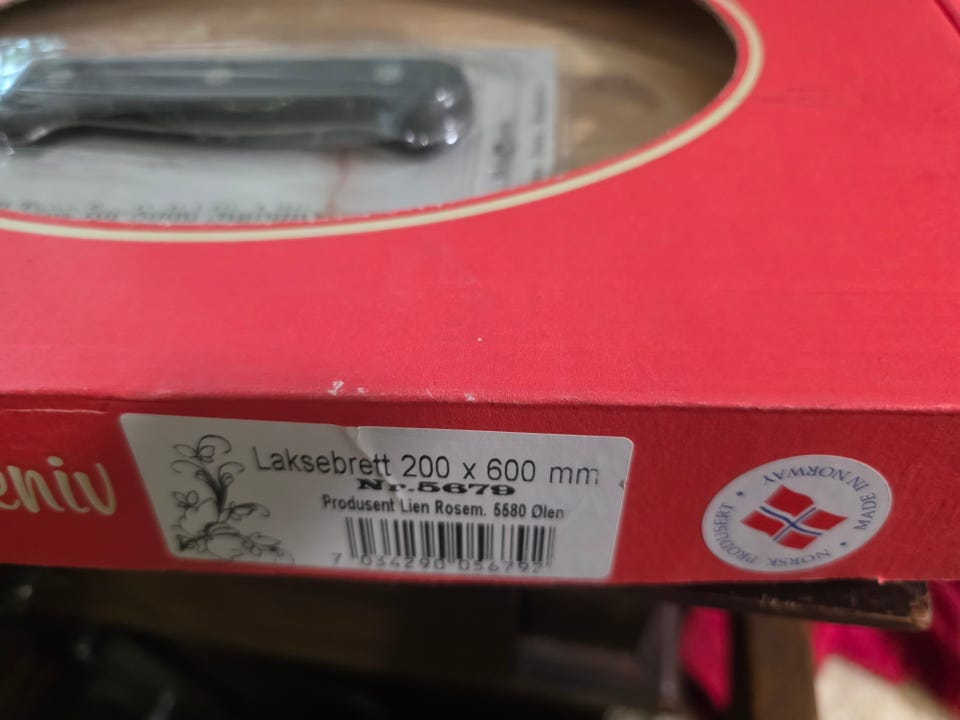 eniv
Laksebrett 200 x 600 mm
Nr.5679
Produsent Lien Rosem. 5580 Ølen
7 034290 056792
NORSK PRODUSERT • MADE IN NORWAY •